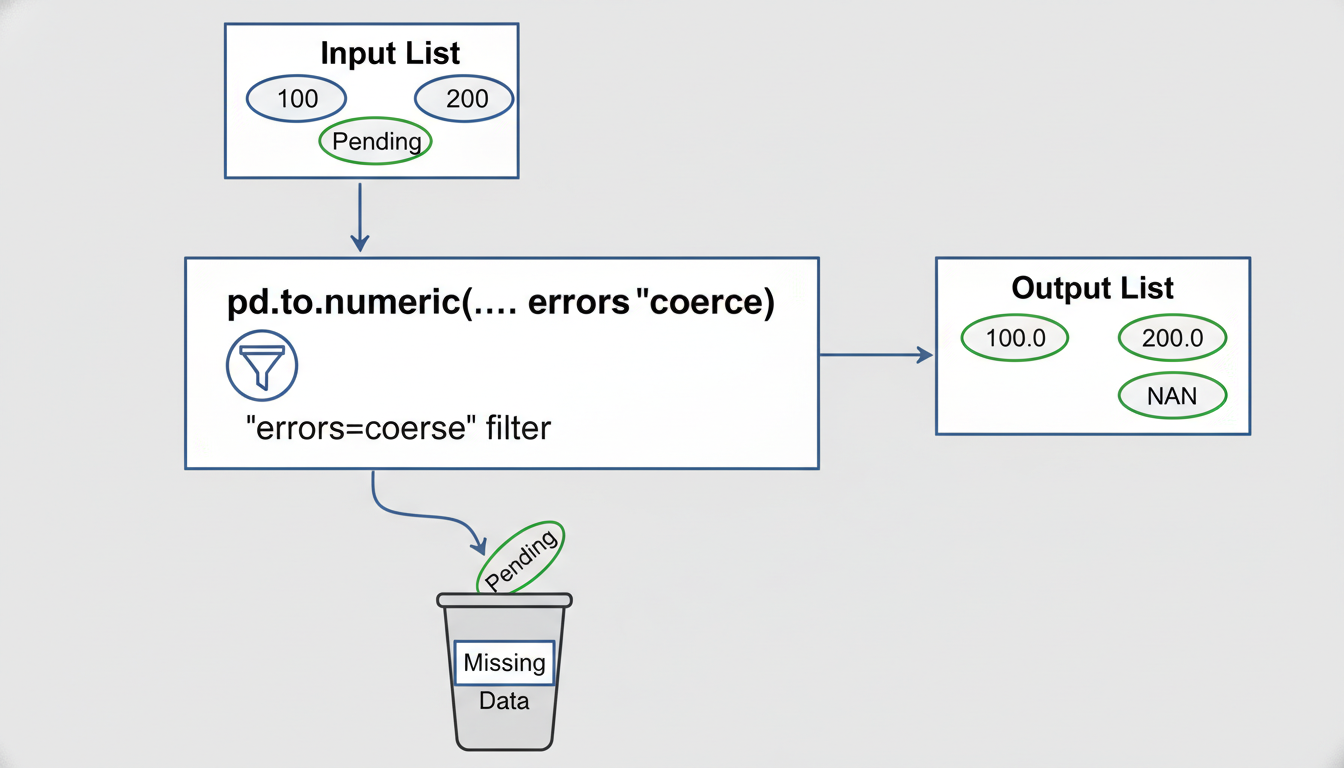 Input List
100
200
Pending
pd.to.numeric(.... errors "coerce)
"errors=coerse" filter
Output List
100.0
200.0
NAN
Pending
Missing
Data